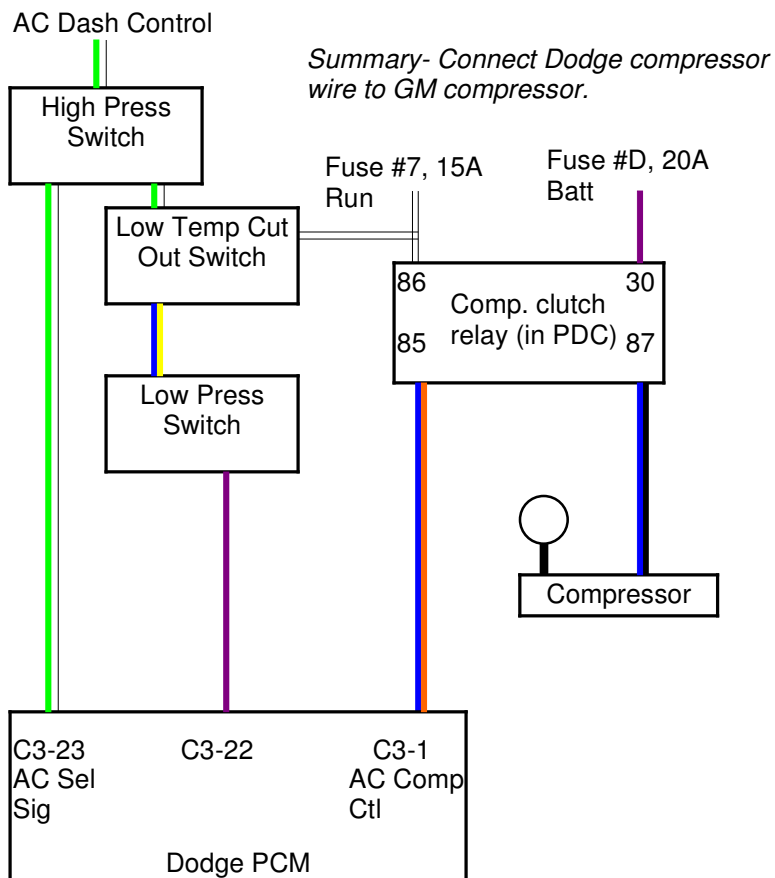 AC Dash Control
Summary- Connect Dodge compressor
wire to GM compressor.
High Press
Switch
Fuse #7, 15A
Run
Fuse #D, 20A
Batt
Low Temp Cut
Out Switch
86
30
Comp. clutch
relay (in PDC)
85
87
Low Press
Switch
Compressor
C3-23
AC Sel
Sig
C3-22
C3-1
AC Comp
Ctl
Dodge PCM